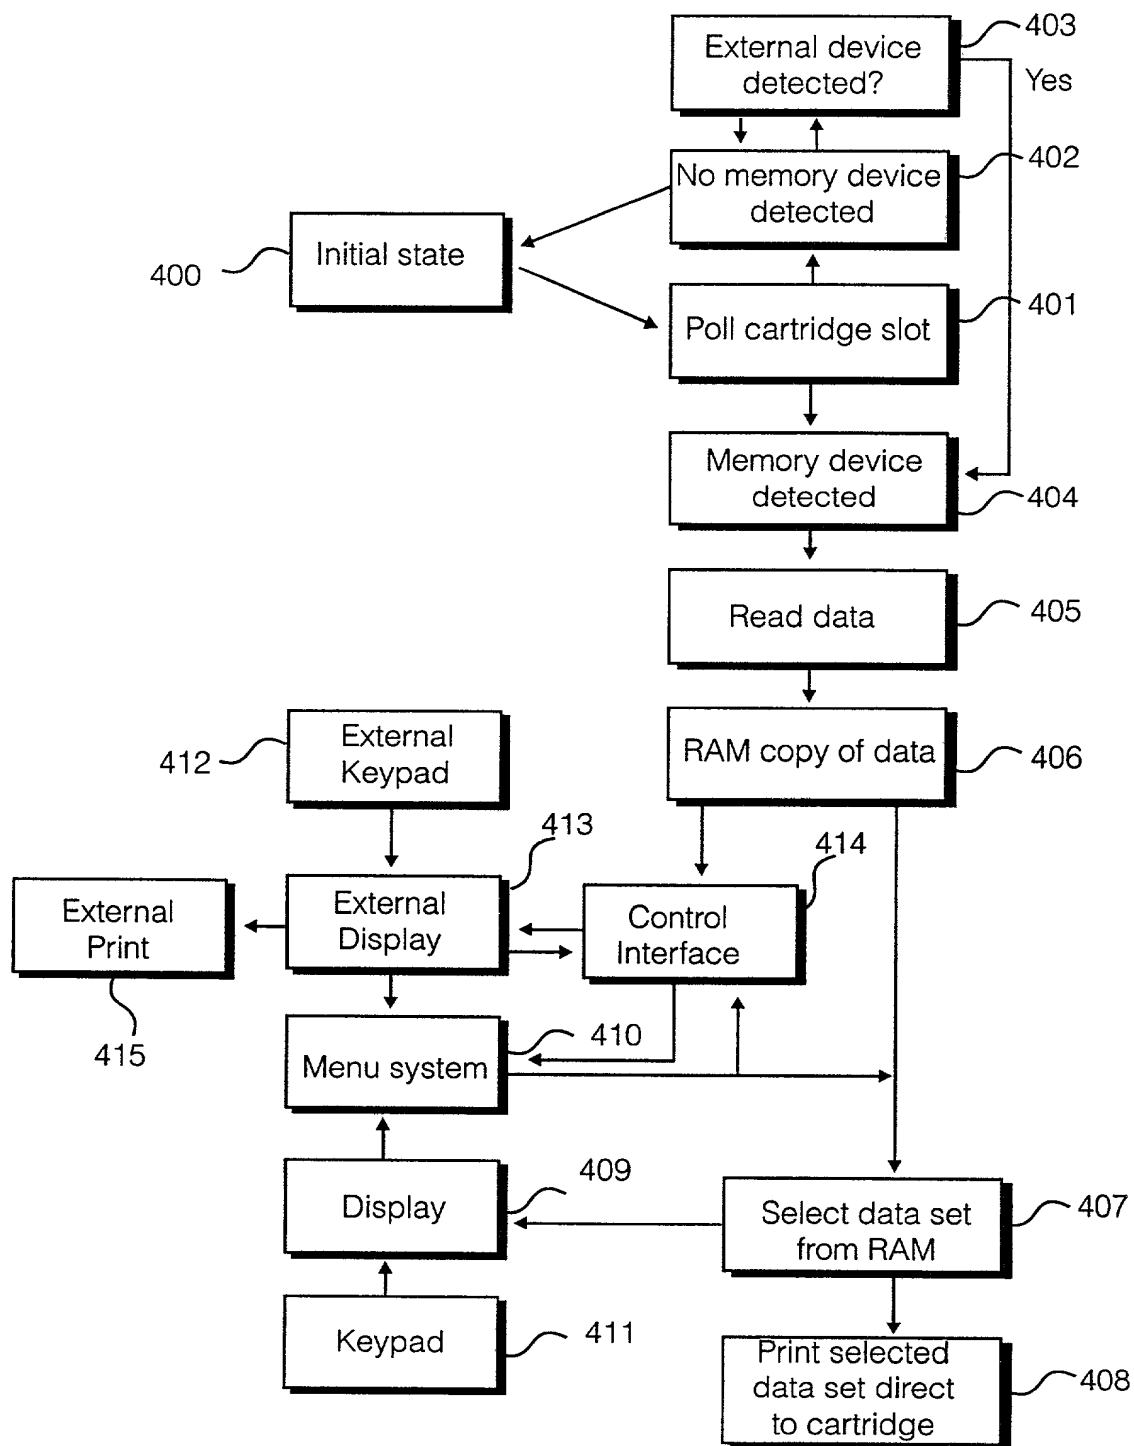 External device
detected?
403
Yes
No memory device
detected
402
Initial state
400
Poll cartridge slot
401
Memory device
detected
404
Read data
405
RAM copy of data
406
External
Keypad
412
External
Display
413
Control
Interface
414
External
Print
415
Menu system
410
Display
409
Select data set
from RAM
407
Keypad
411
Print selected
data set direct
to cartridge
408